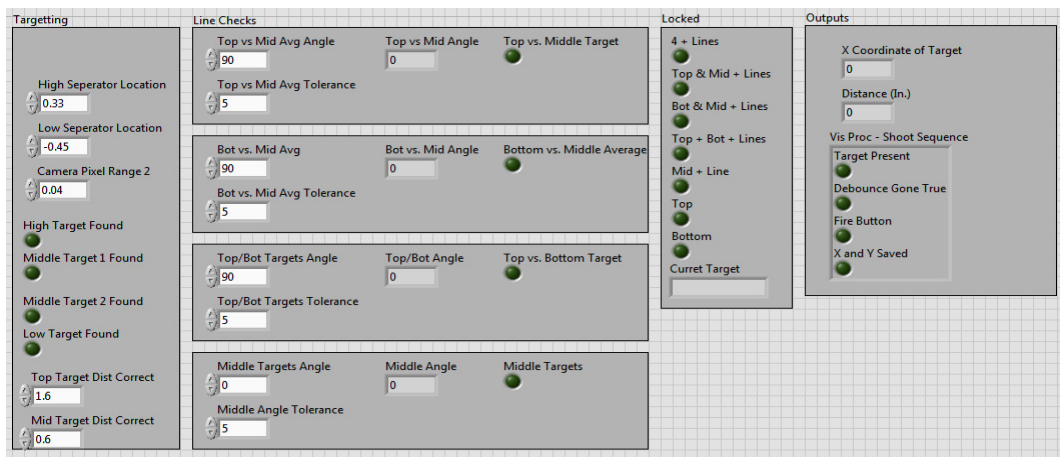 Targetting
High Seperator Location
0.33
Low Seperator Location
-0.45
Camera Pixel Range 2
0.04
High Target Found
Middle Target 1 Found
Middle Target 2 Found
Low Target Found
Top Target Dist Correct
1.6
Mid Target Dist Correct
0.6
Line Checks
Top vs Mid Avg Angle
90
Top vs Mid Angle
0
Top vs. Middle Target
Top vs Mid Avg Tolerance
5
Bot vs. Mid Avg
90
Bot vs. Mid Angle
0
Bottom vs. Middle Average
Bot vs. Mid Avg Tolerance
5
Top/Bot Targets Angle
90
Top/Bot Angle
0
Top vs. Bottom Target
Top/Bot Targets Tolerance
5
Middle Targets Angle
0
Middle Angle
0
Middle Targets
Middle Angle Tolerance
5
Locked
4 + Lines
Top & Mid + Lines
Bot & Mid + Lines
Top + Bot + Lines
Mid + Line
Top
Bottom
Curret Target
Outputs
X Coordinate of Target
0
Distance (In.)
0
Vis Proc - Shoot Sequence
Target Present
Debounce Gone True
Fire Button
X and Y Saved